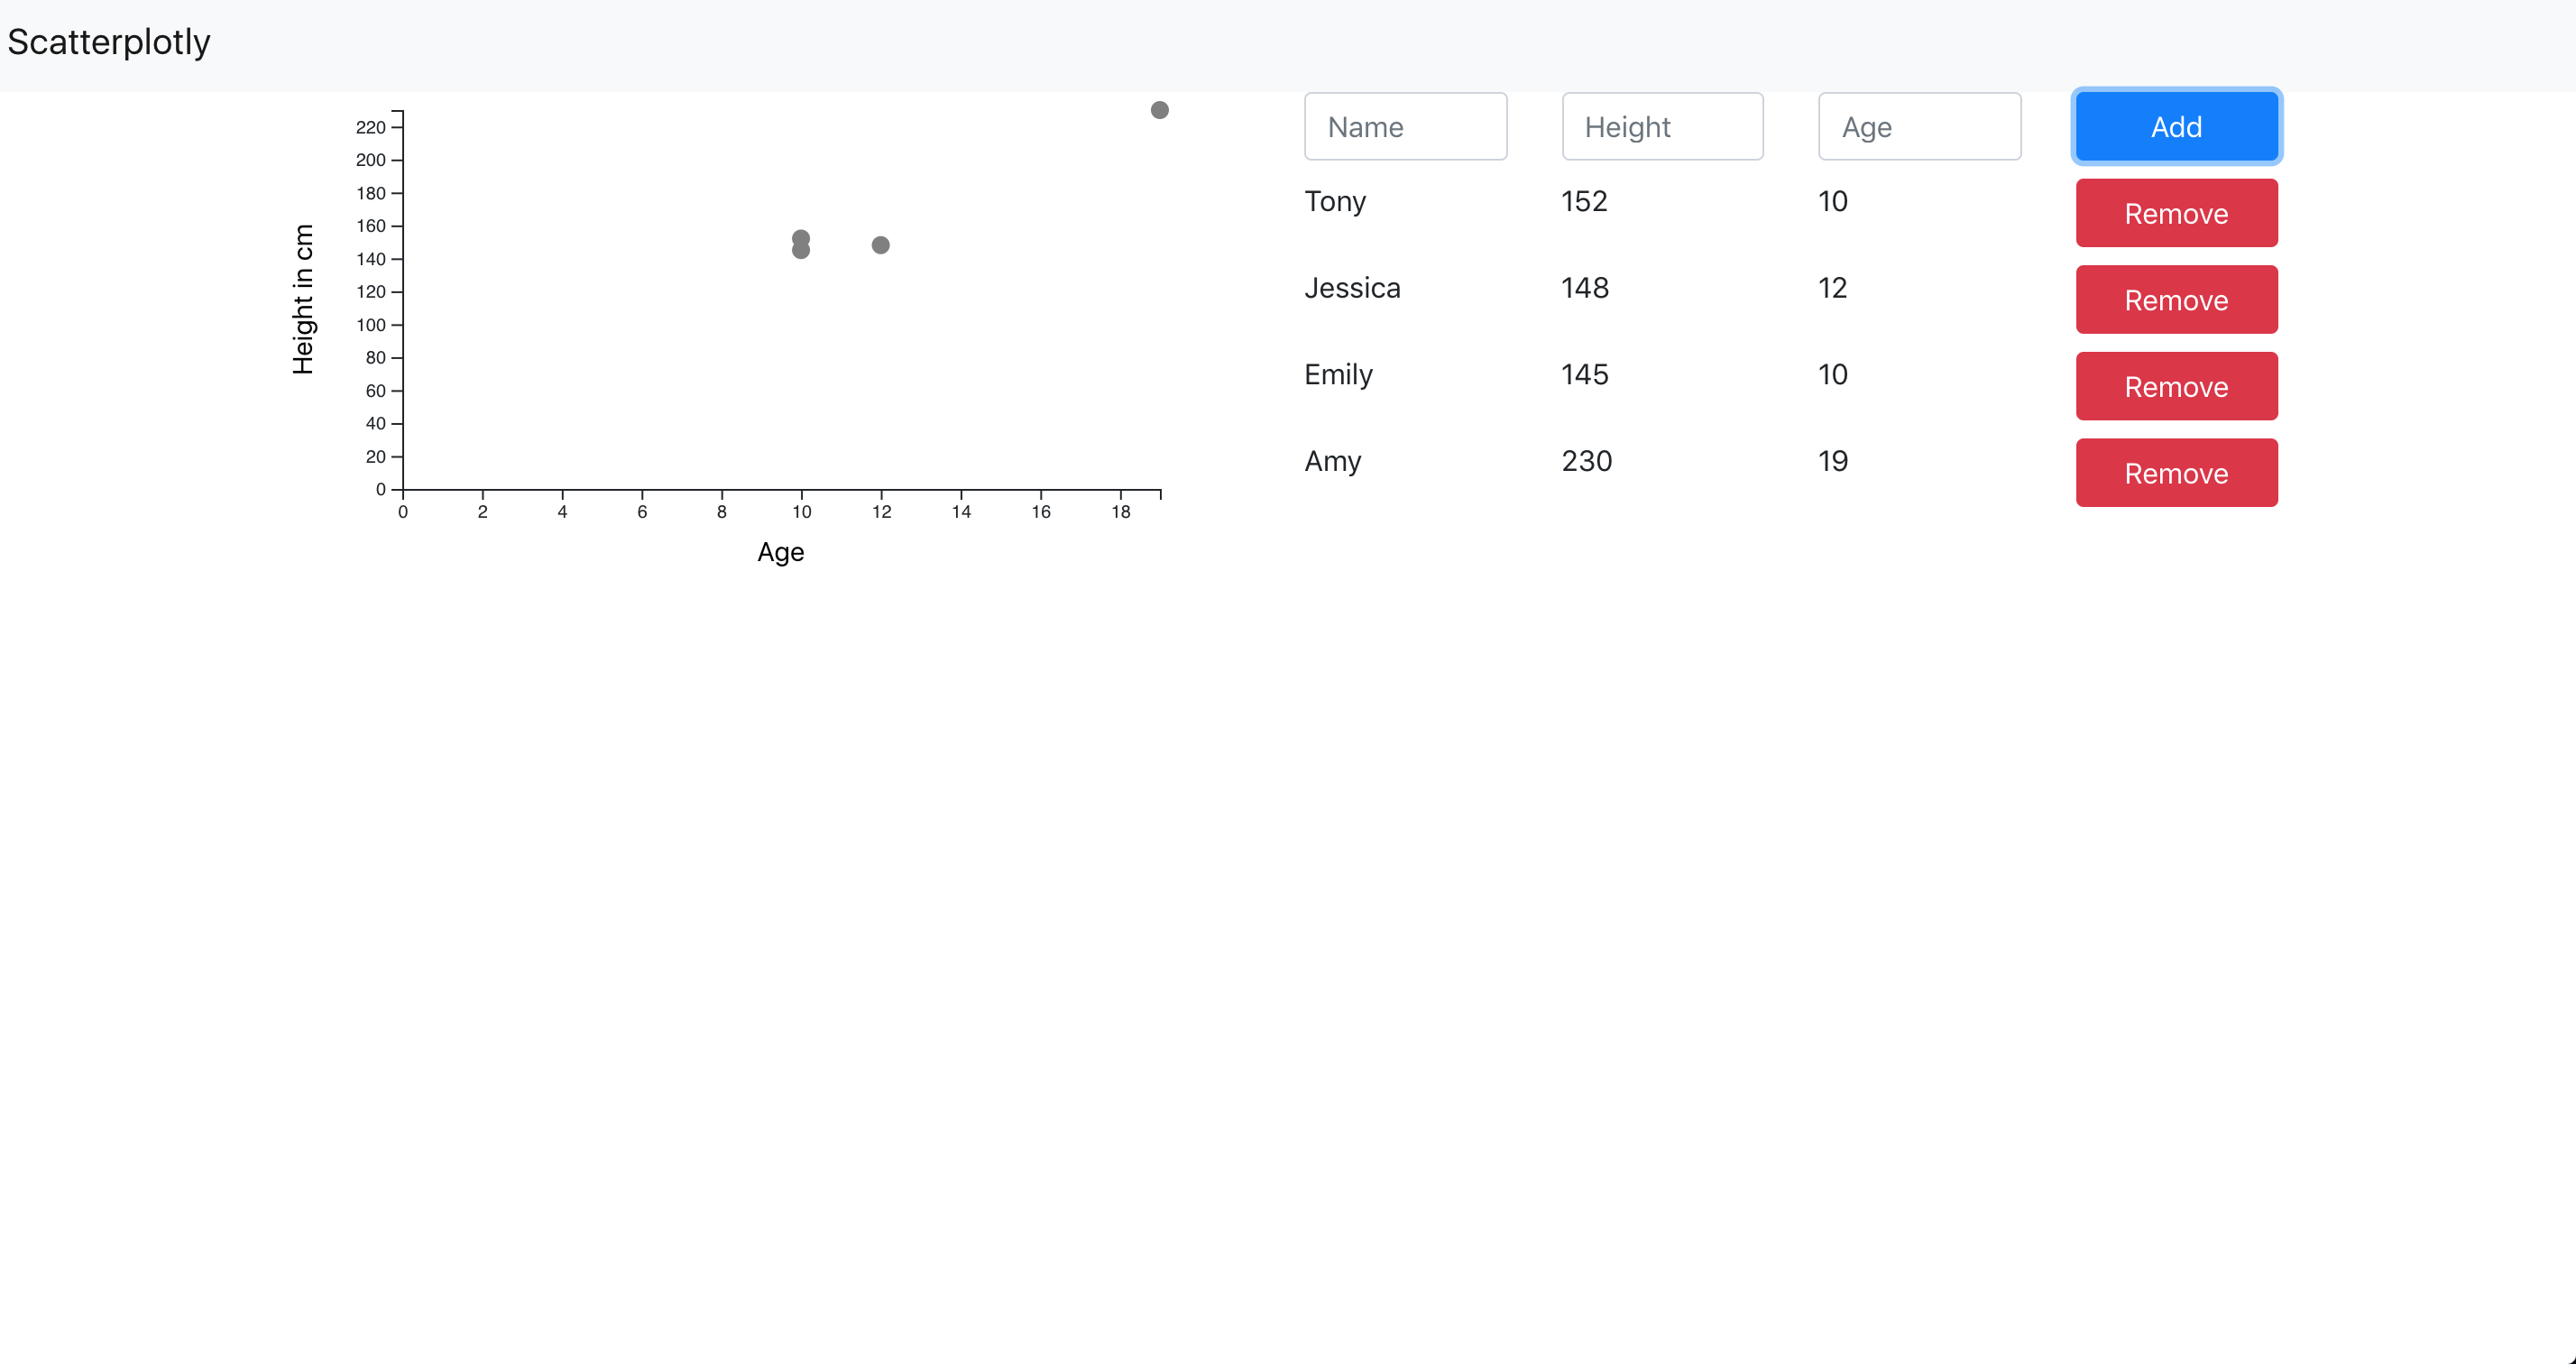 Scatterplotly
220
200
180
160
140
120
100
80
60
40
20
0
Height in cm
0 2 4 6 8 10 12 14 16 18
Age
Name Height Age Add
Tony 152 10 Remove
Jessica 148 12 Remove
Emily 145 10 Remove
Amy 230 19 Remove